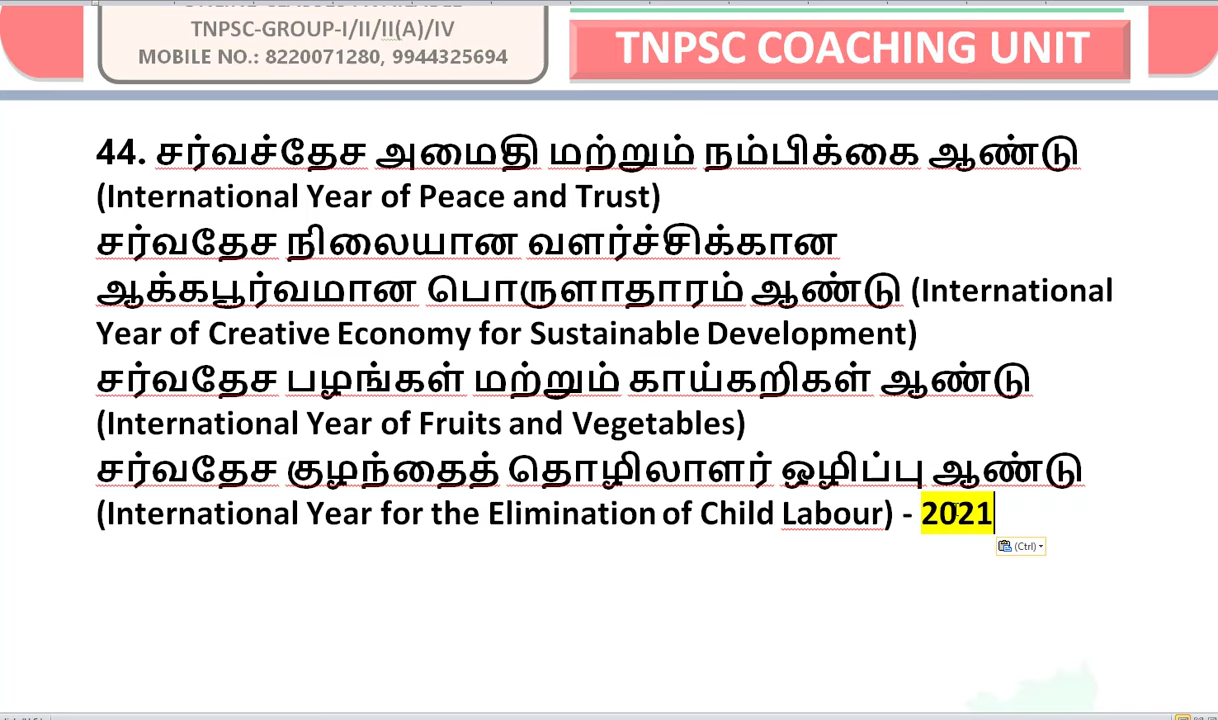 TNPSC-GROUP-I/II/II(A)/IV
MOBILE NO.: 8220071280, 9944325694
TNPSC COACHING UNIT
44. சர்வச்தேச அமைதி மற்றும் நம்பிக்கை ஆண்டு
(International Year of Peace and Trust)
சர்வதேச நிலையான வளர்ச்சிக்கான
ஆக்கபூர்வமான பொருளாதாரம் ஆண்டு (International
Year of Creative Economy for Sustainable Development)
சர்வதேச பழங்கள் மற்றும் காய்கறிகள் ஆண்டு
(International Year of Fruits and Vegetables)
சர்வதேச குழந்தைத் தொழிலாளர் ஒழிப்பு ஆண்டு
(International Year for the Elimination of Child Labour) - 2021
(Ctrl)